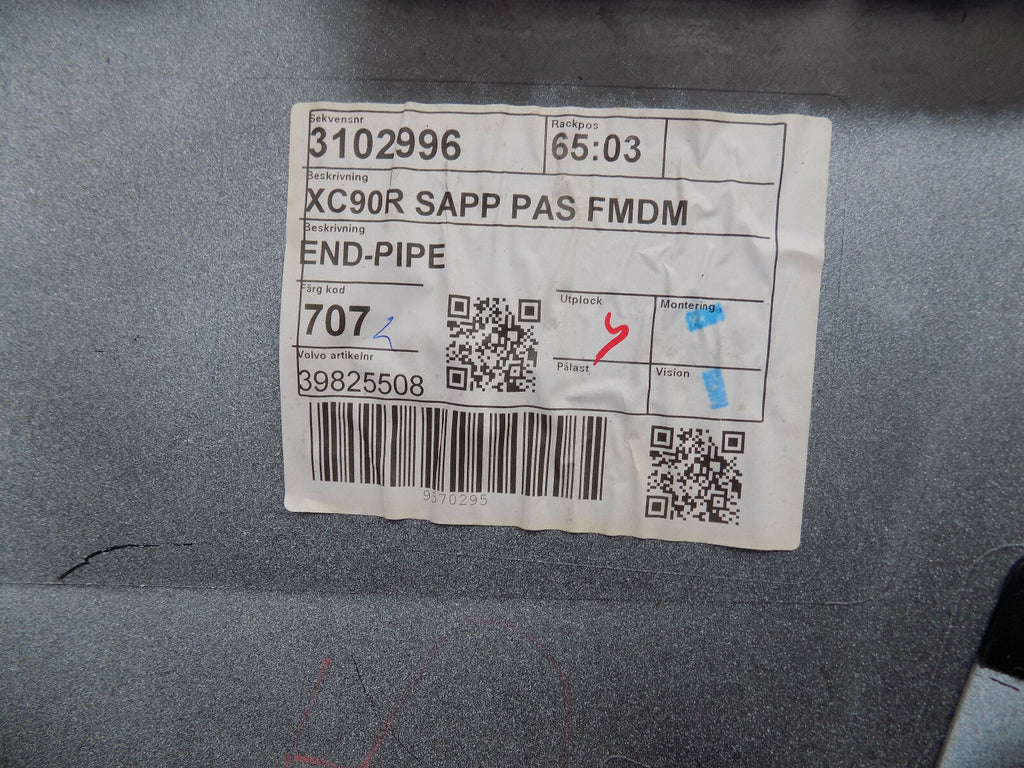 Sekvensnr Rackpos
3102996 65:03
Beskrivning
XC90R SAPP PAS FMDM
Beskrivning
END-PIPE
Färg kod Utplock Montering
707
Volvo artikelnr Pålast Vision
39825508
9670295